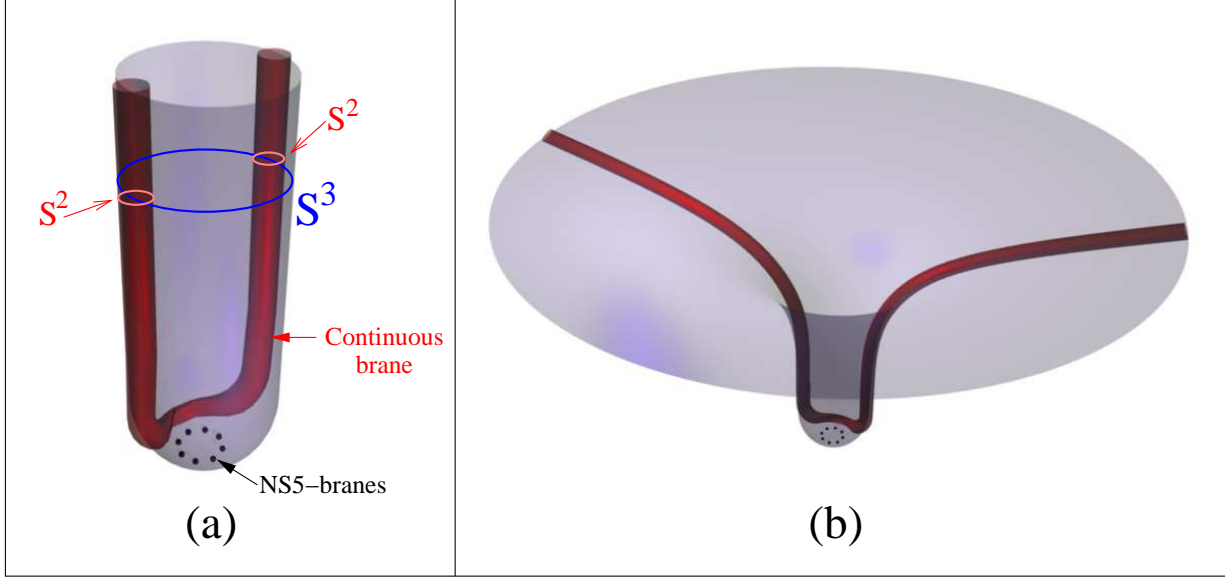 S²
S²
S³
Continuous
brane
NS5−branes
(a)
(b)